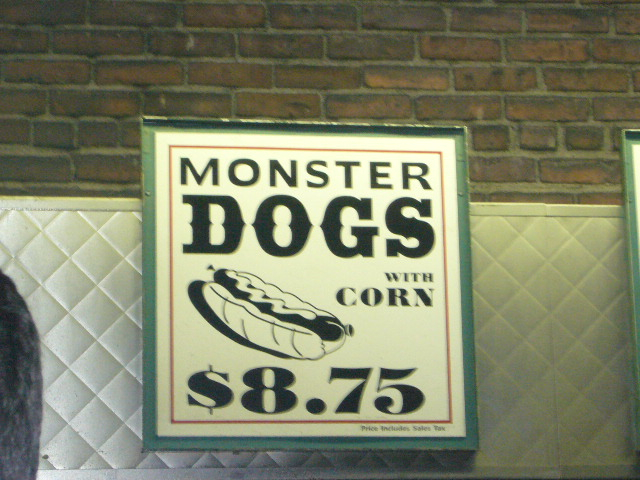 MONSTER
DOGS
WITH
CORN
$8.75
Price Includes Sales Tax